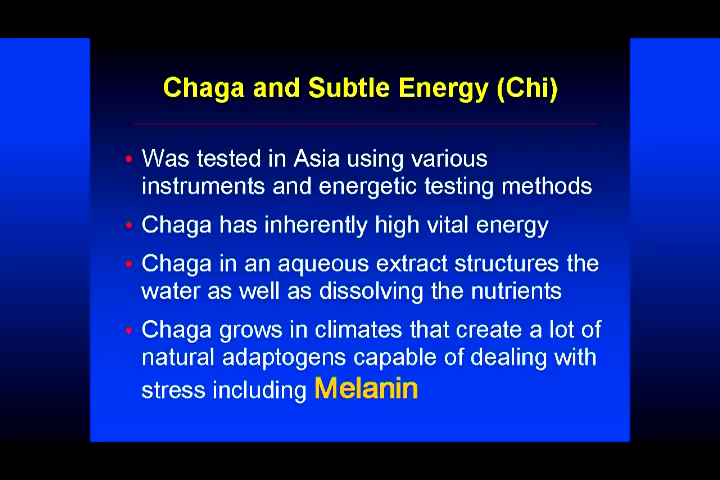 Chaga and Subtle Energy (Chi)
• Was tested in Asia using various
instruments and energetic testing methods
• Chaga has inherently high vital energy
• Chaga in an aqueous extract structures the
water as well as dissolving the nutrients
• Chaga grows in climates that create a lot of
natural adaptogens capable of dealing with
stress including Melanin